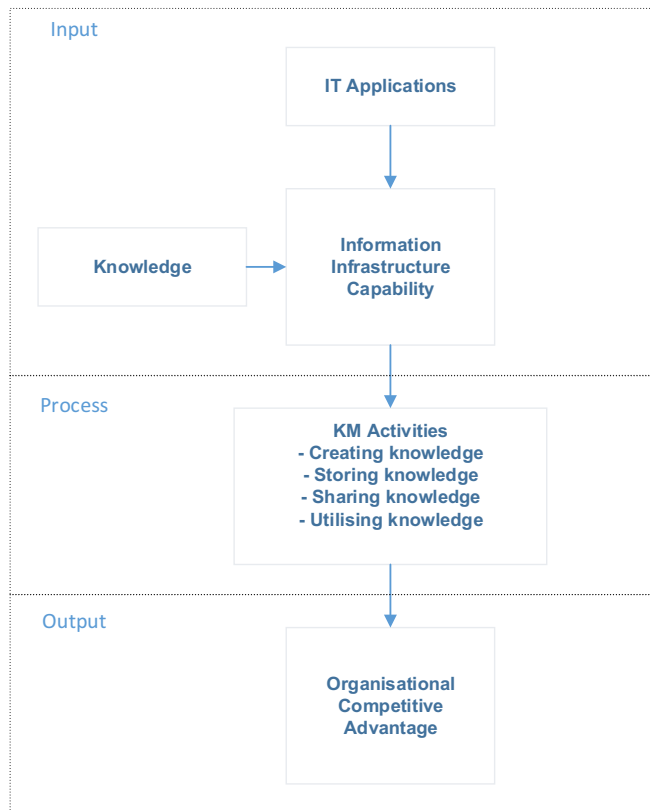 Input
IT Applications
Knowledge
Information
Infrastructure
Capability
Process
KM Activities
- Creating knowledge
- Storing knowledge
- Sharing knowledge
- Utilising knowledge
Output
Organisational
Competitive
Advantage